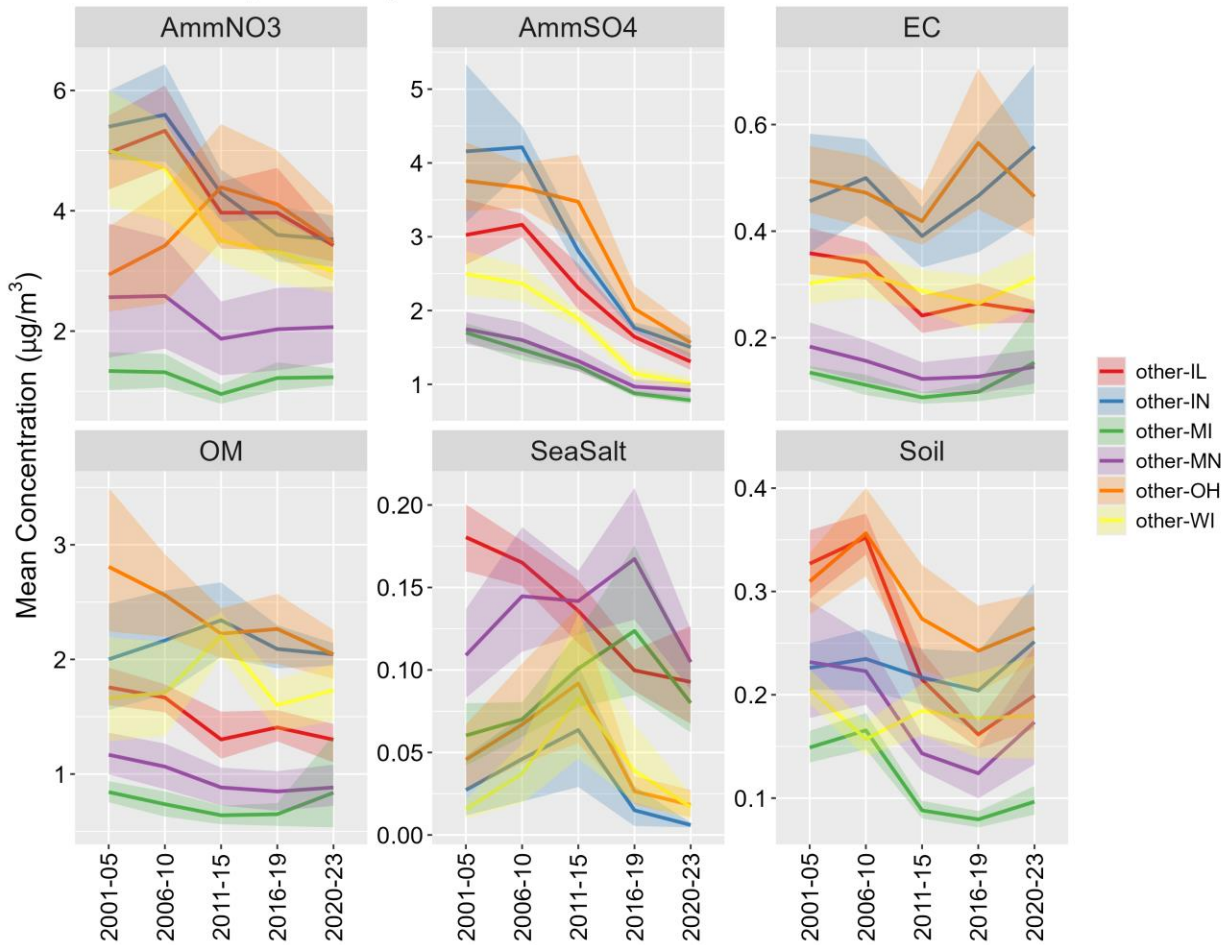 AmmNO3
AmmSO4
EC
6
4
2
5
4
3
2
1
0.6
0.4
0.2
OM
SeaSalt
Soil
3
2
1
0.20
0.15
0.10
0.05
0.00
0.4
0.3
0.2
0.1
Mean Concentration (µg/m³)
2001-05
2006-10
2011-15
2016-19
2020-23
2001-05
2006-10
2011-15
2016-19
2020-23
2001-05
2006-10
2011-15
2016-19
2020-23
other-IL
other-IN
other-MI
other-MN
other-OH
other-WI